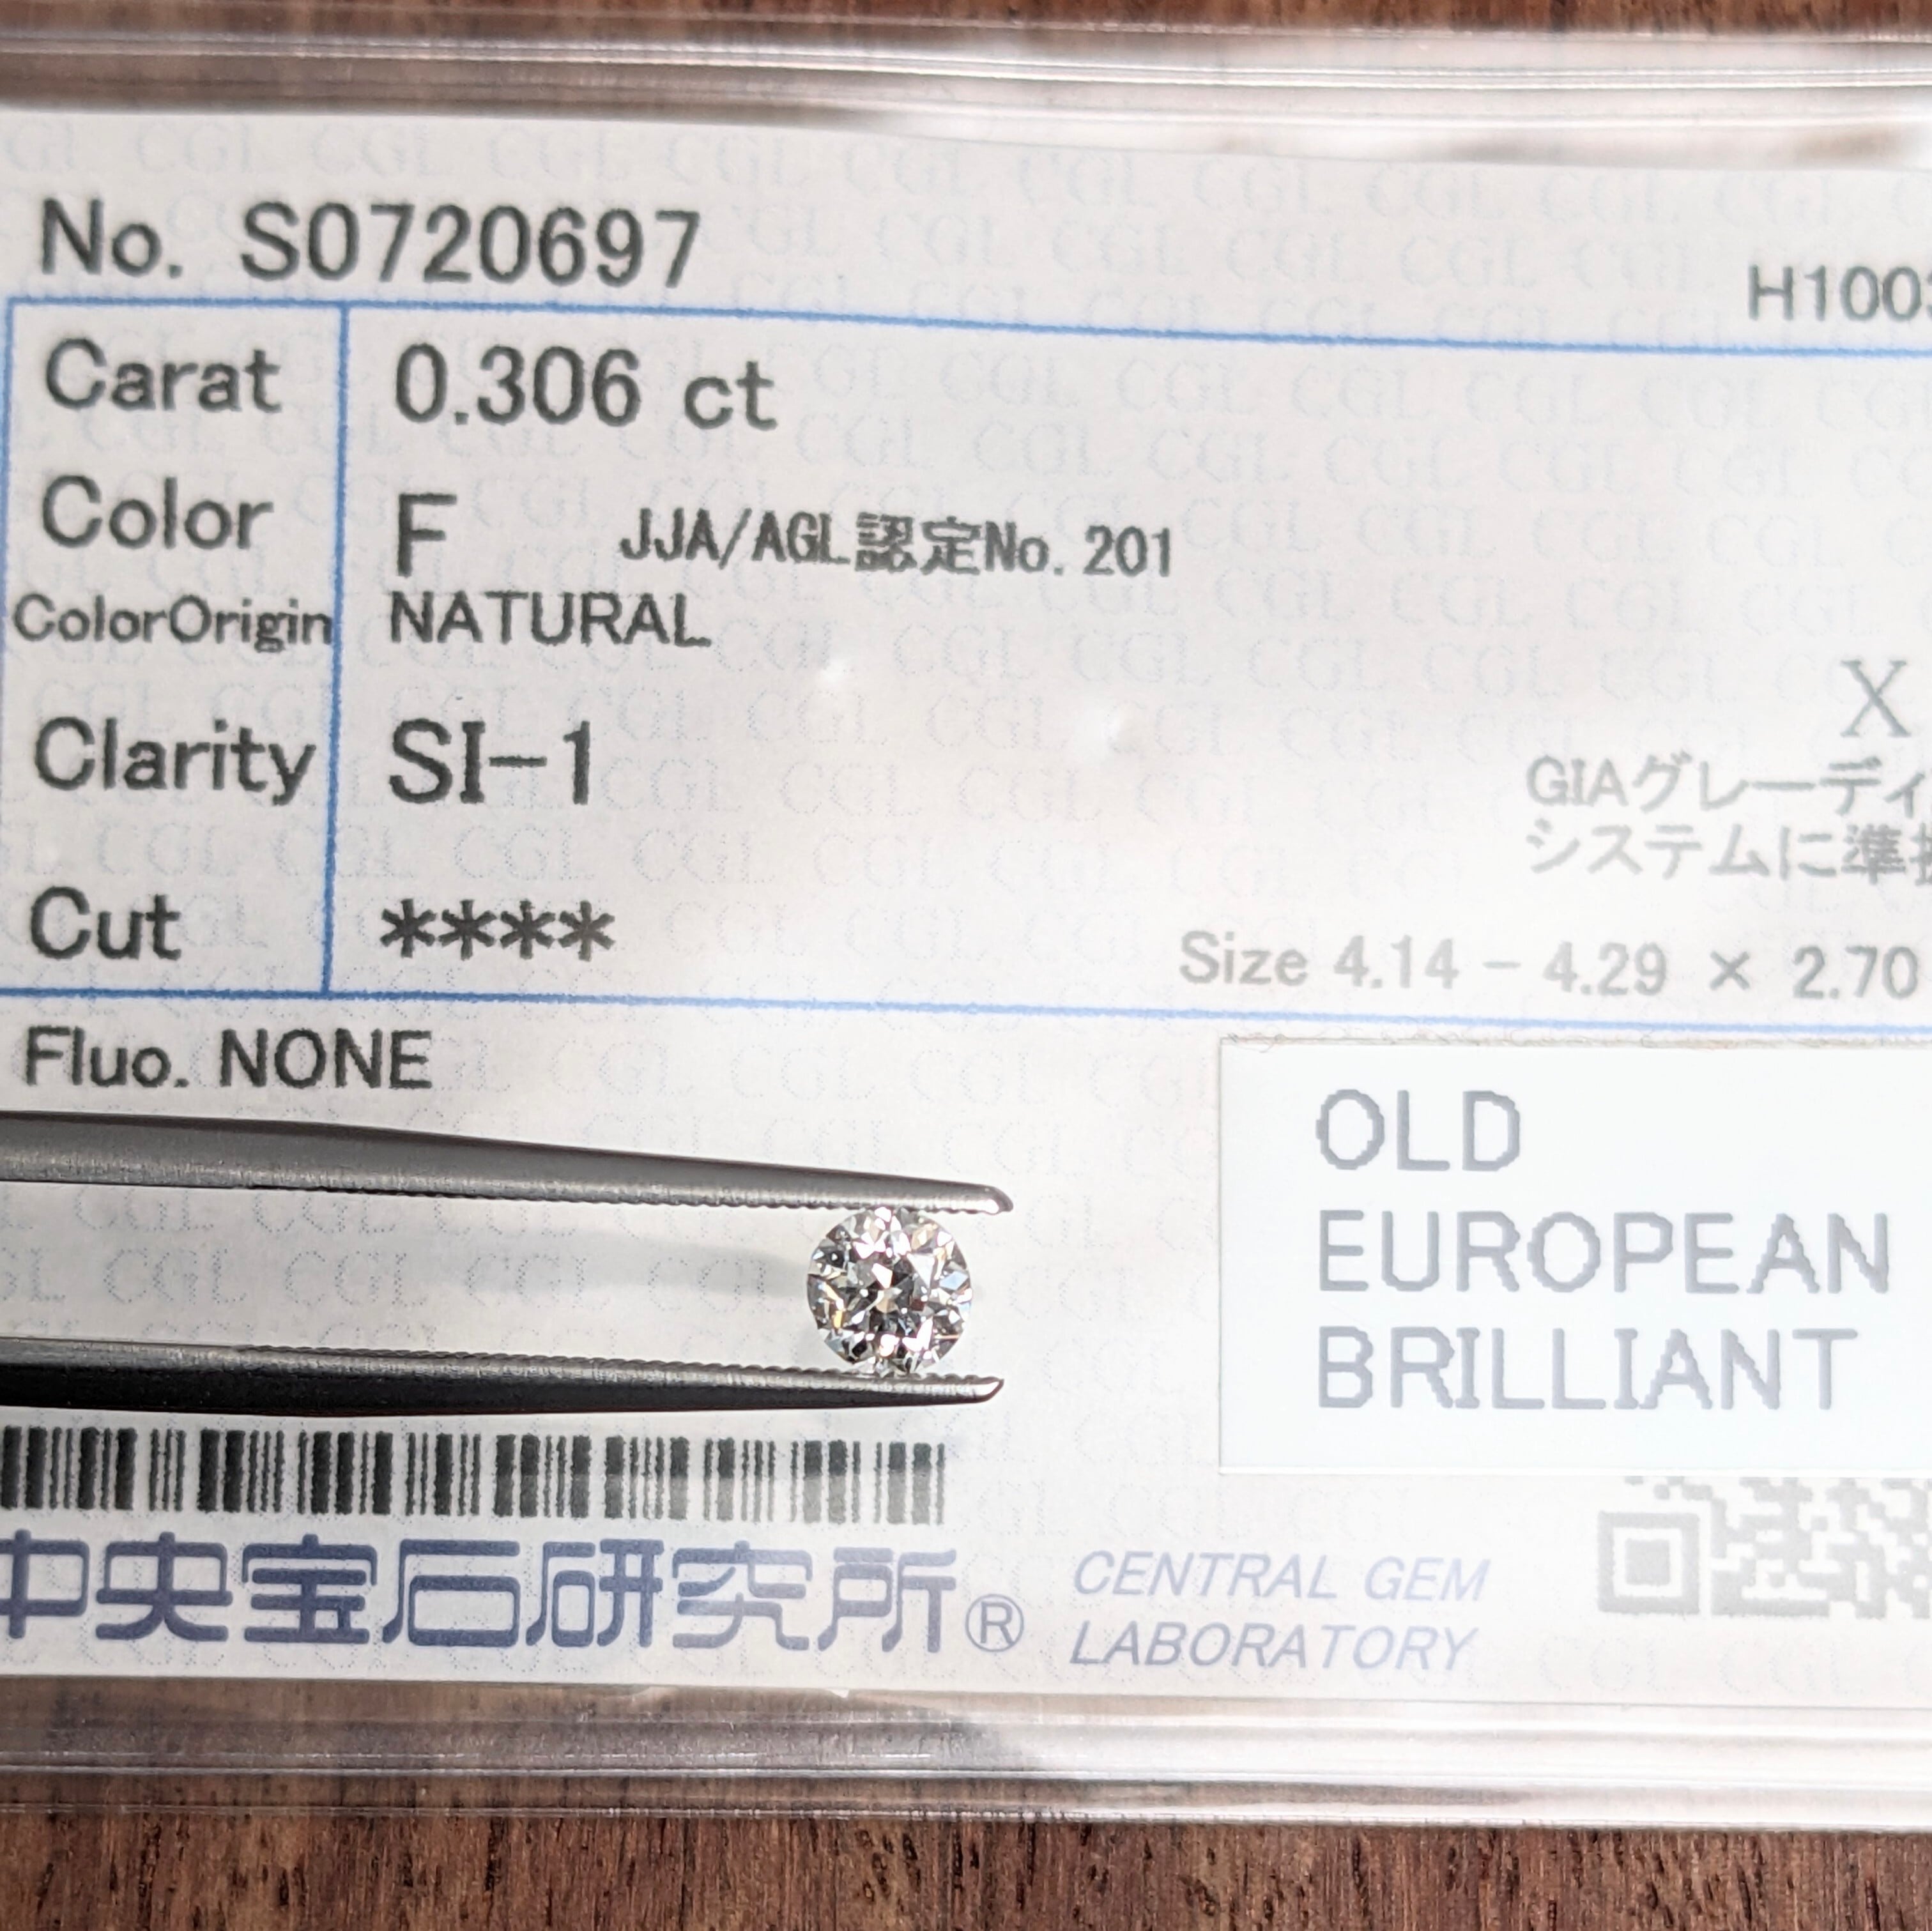 No. S0720697
H1003
Carat 0.306 ct
Color F JJA/AGL認定No.201
ColorOrigin NATURAL
Clarity SI-1
X
GIAグレーディ
システムに準拠
Cut ****
Size 4.14 - 4.29 × 2.70
Fluo. NONE
OLD
EUROPEAN
BRILLIANT
中央宝石研究所®
CENTRAL GEM
LABORATORY